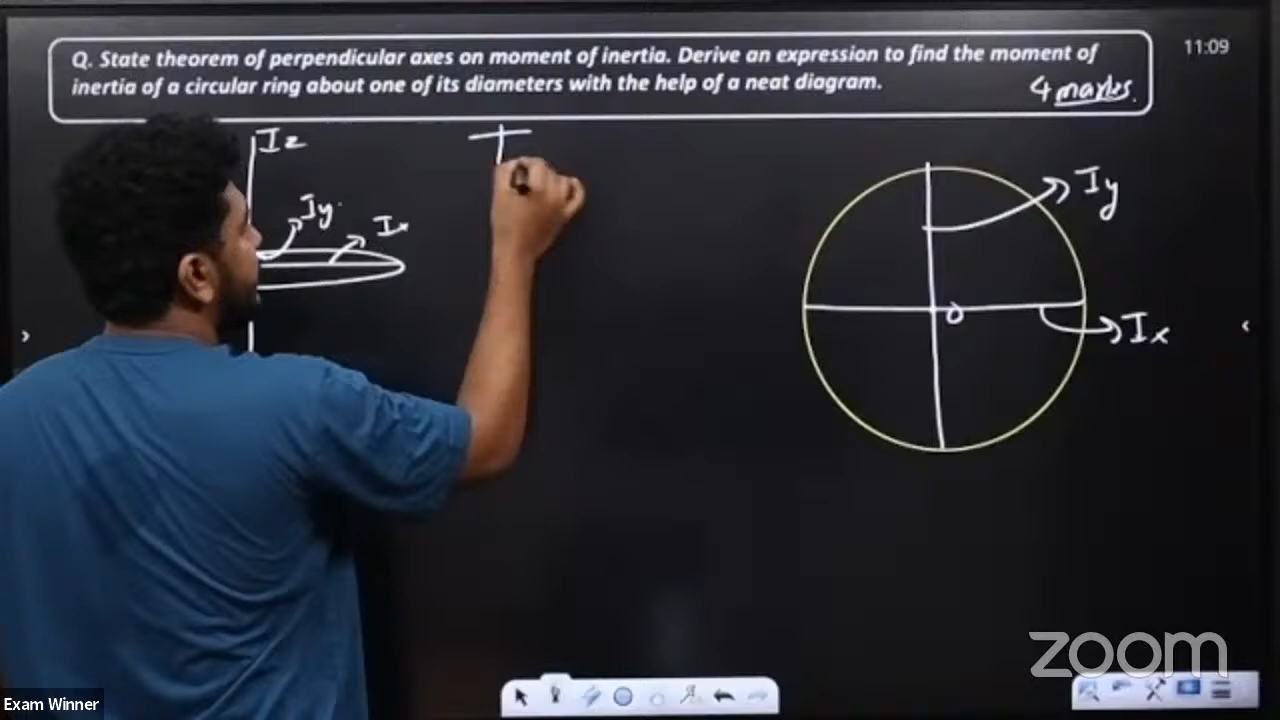 Q. State theorem of perpendicular axes on moment of inertia. Derive an expression to find the moment of
inertia of a circular ring about one of its diameters with the help of a neat diagram.
4 marks.
11:09
Iz
Iy
Ix
Iy
O
Ix
zoom
Exam Winner